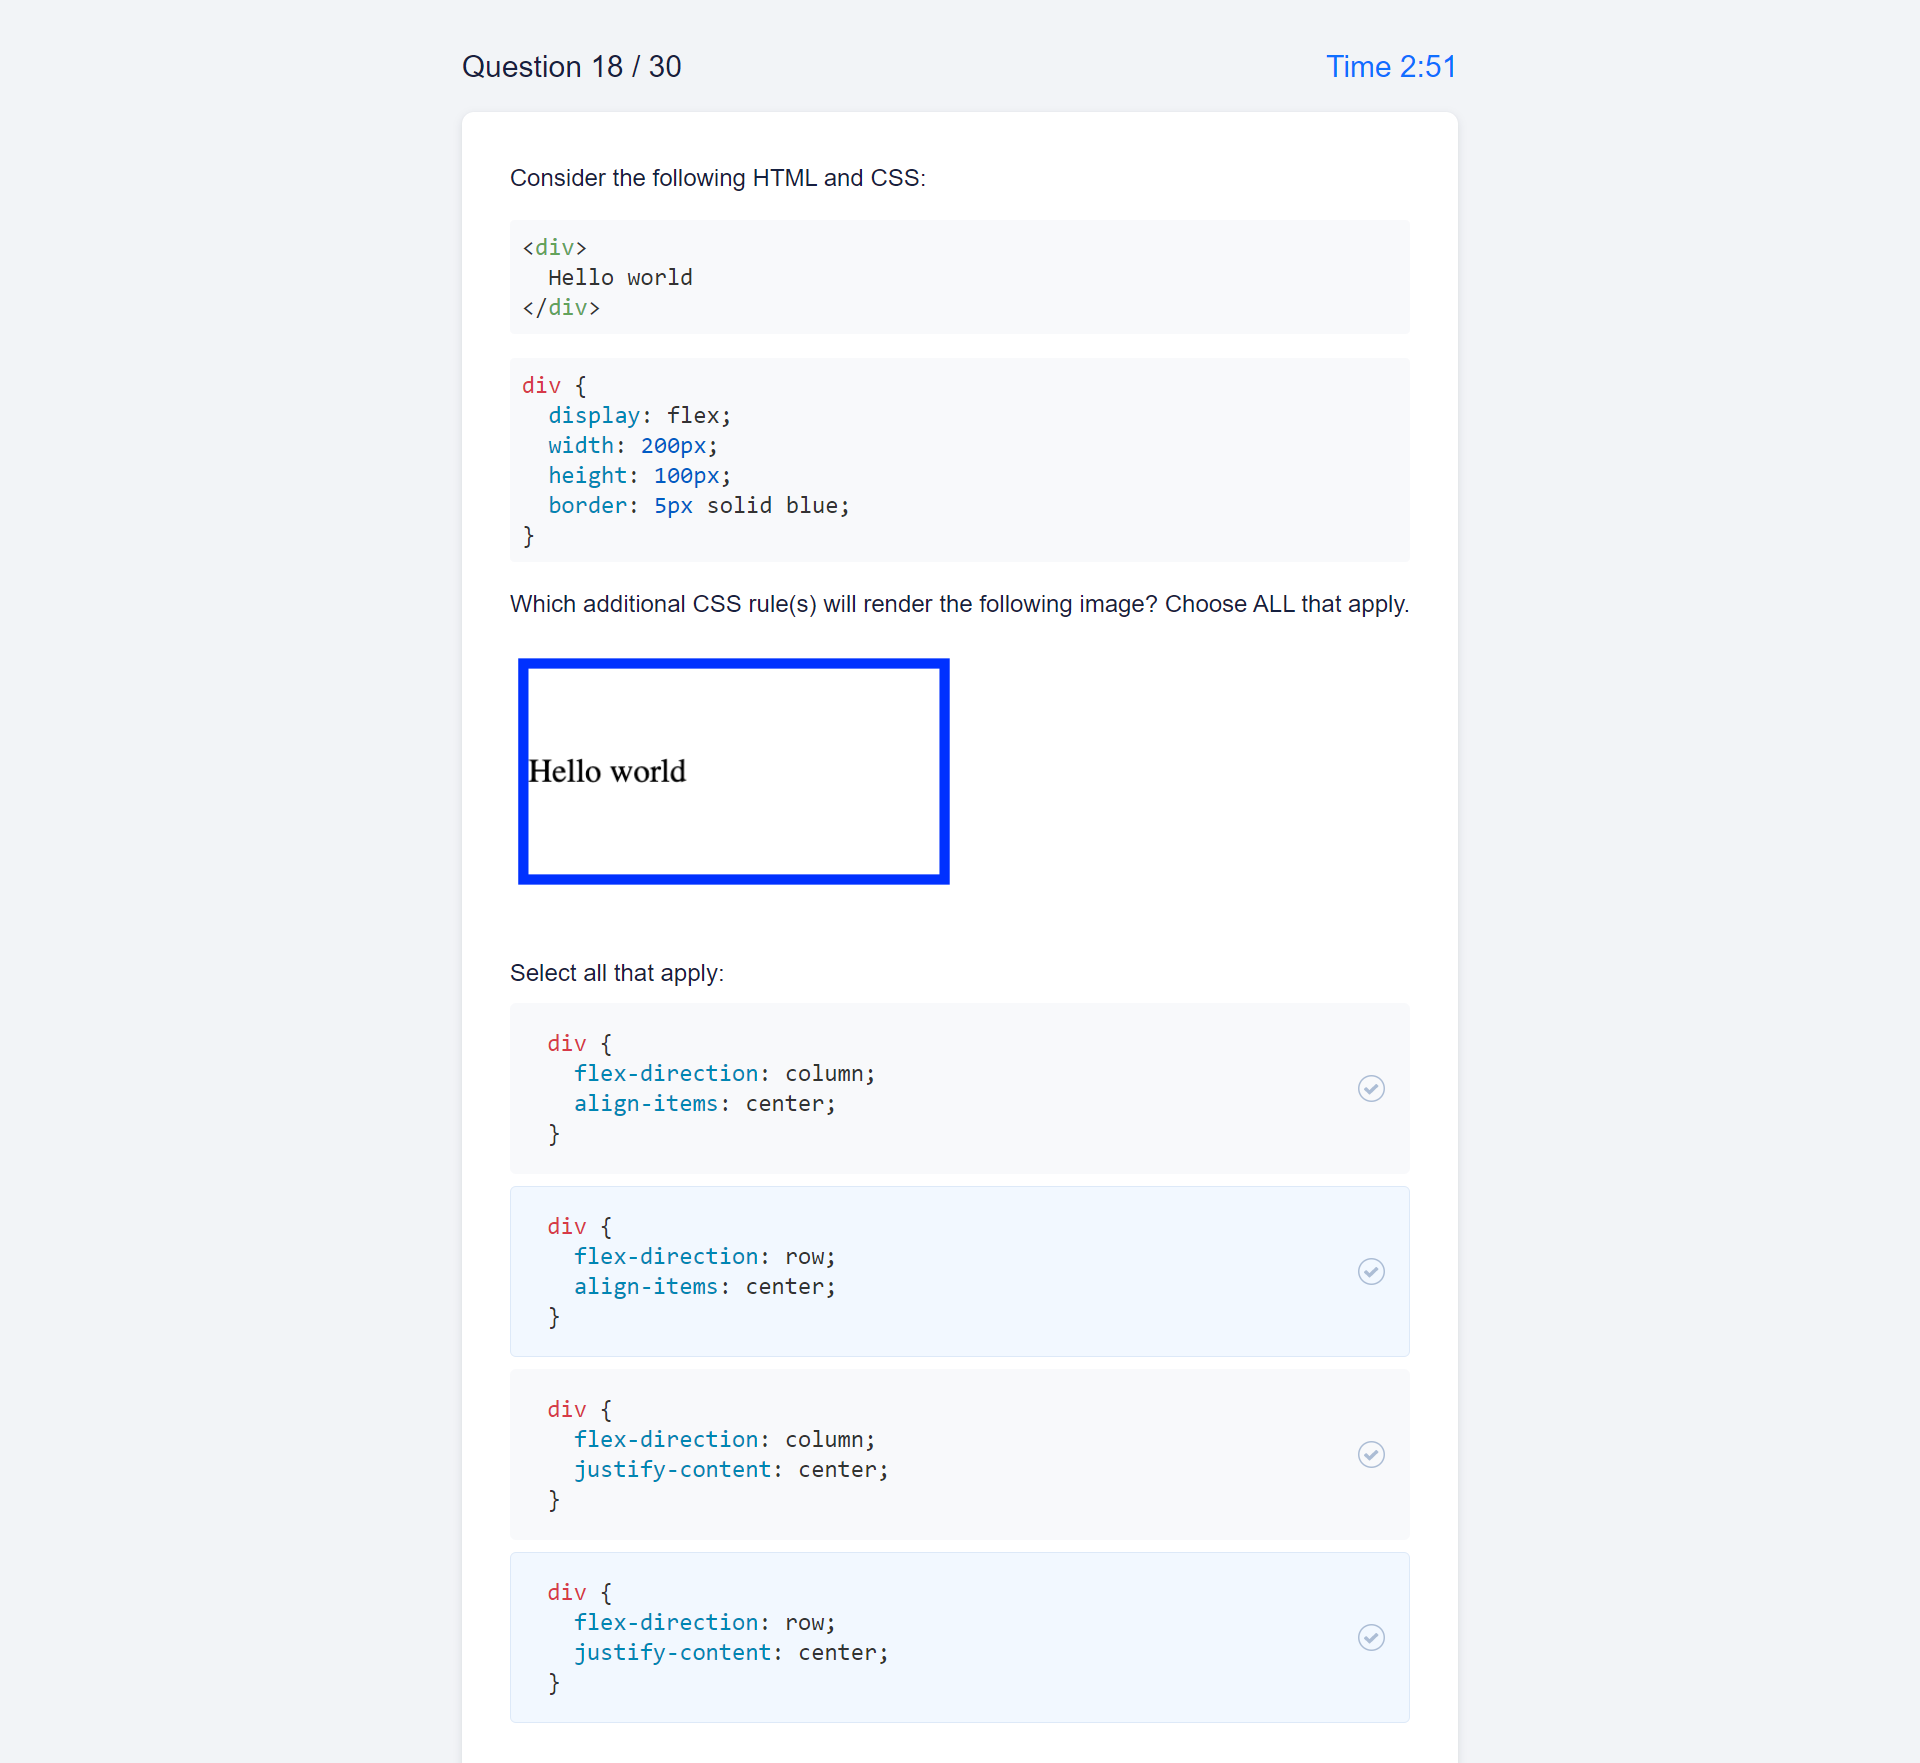 Question 18 / 30
Time 2:51
Consider the following HTML and CSS:
<div>
  Hello world
</div>
div {
  display: flex;
  width: 200px;
  height: 100px;
  border: 5px solid blue;
}
Which additional CSS rule(s) will render the following image? Choose ALL that apply.
Hello world
Select all that apply:
div {
  flex-direction: column;
  align-items: center;
}
div {
  flex-direction: row;
  align-items: center;
}
div {
  flex-direction: column;
  justify-content: center;
}
div {
  flex-direction: row;
  justify-content: center;
}